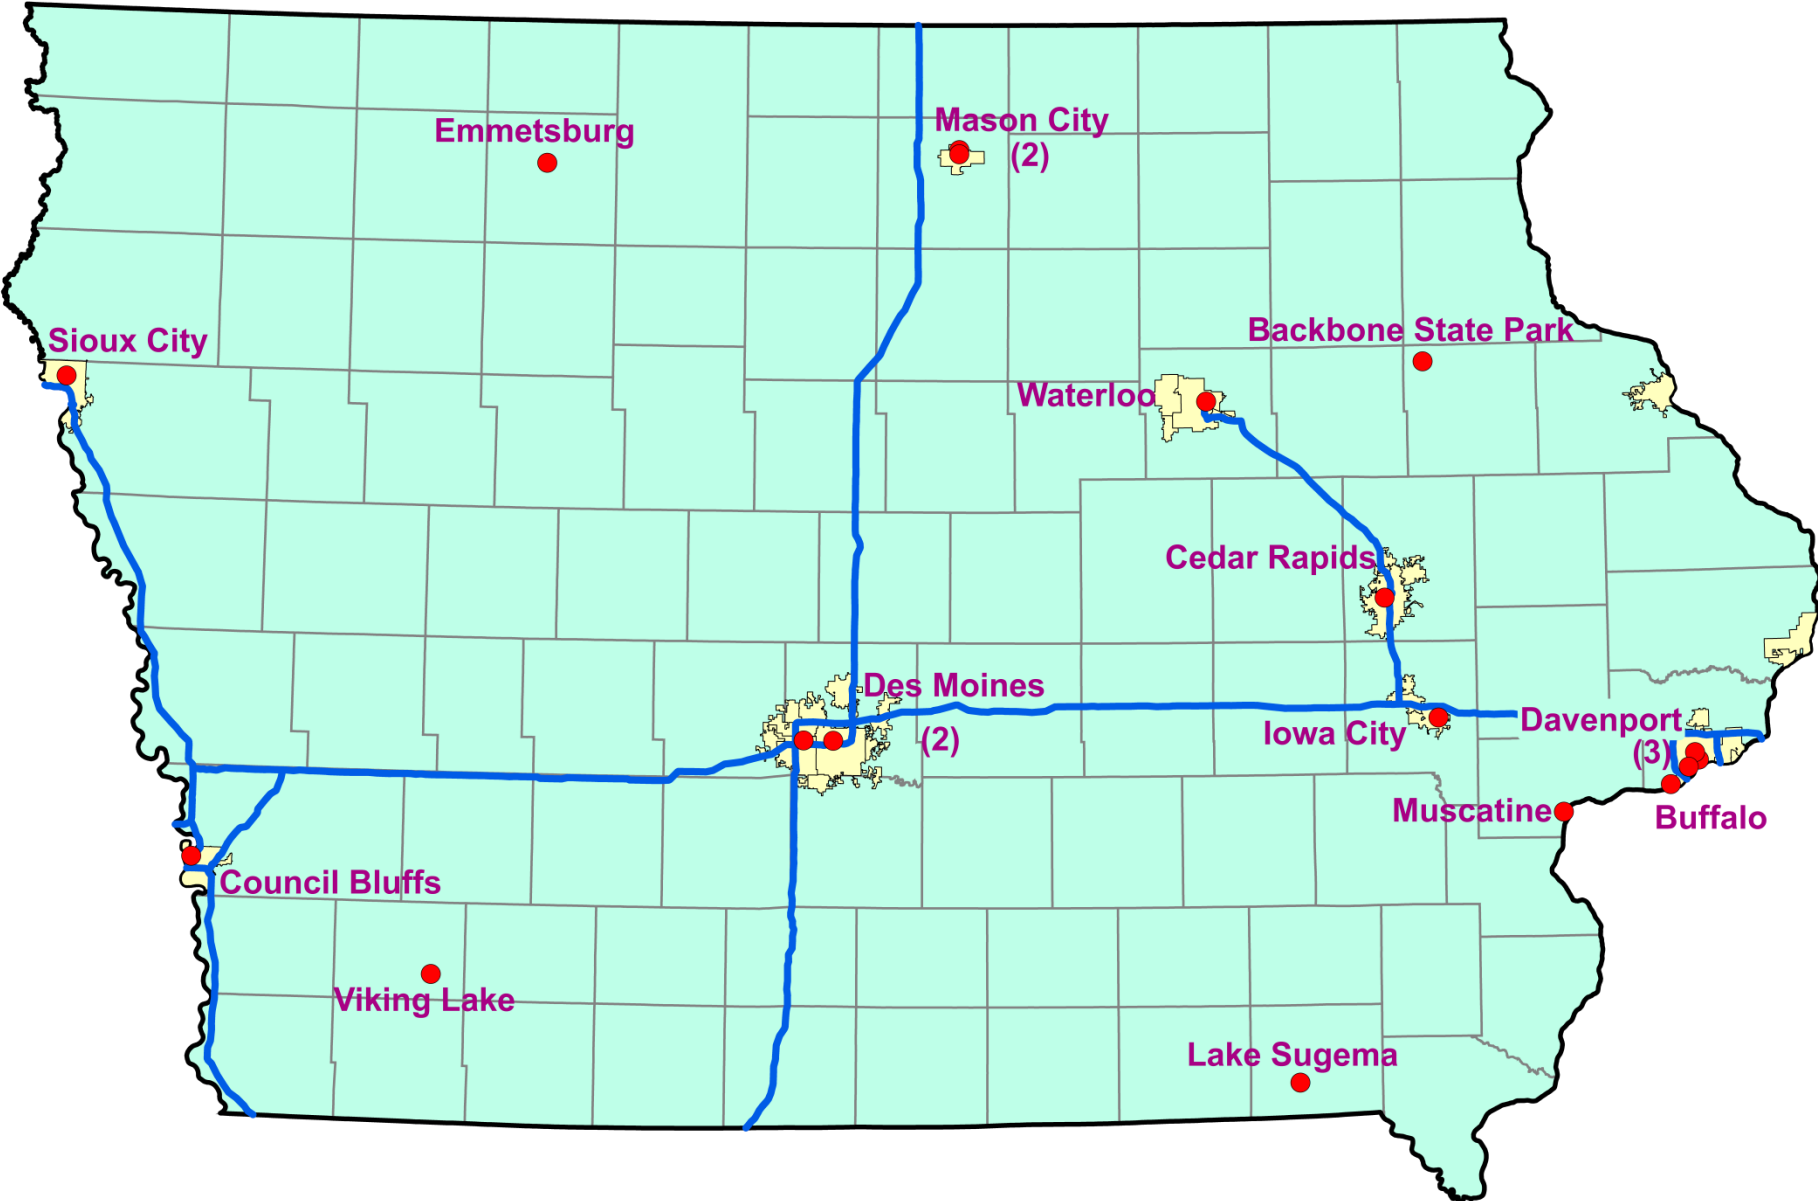 Emmetsburg
Mason City
(2)
Sioux City
Backbone State Park
Waterloo
Cedar Rapids
Des Moines
(2)
Iowa City
Davenport
(3)
Muscatine
Buffalo
Council Bluffs
Viking Lake
Lake Sugema